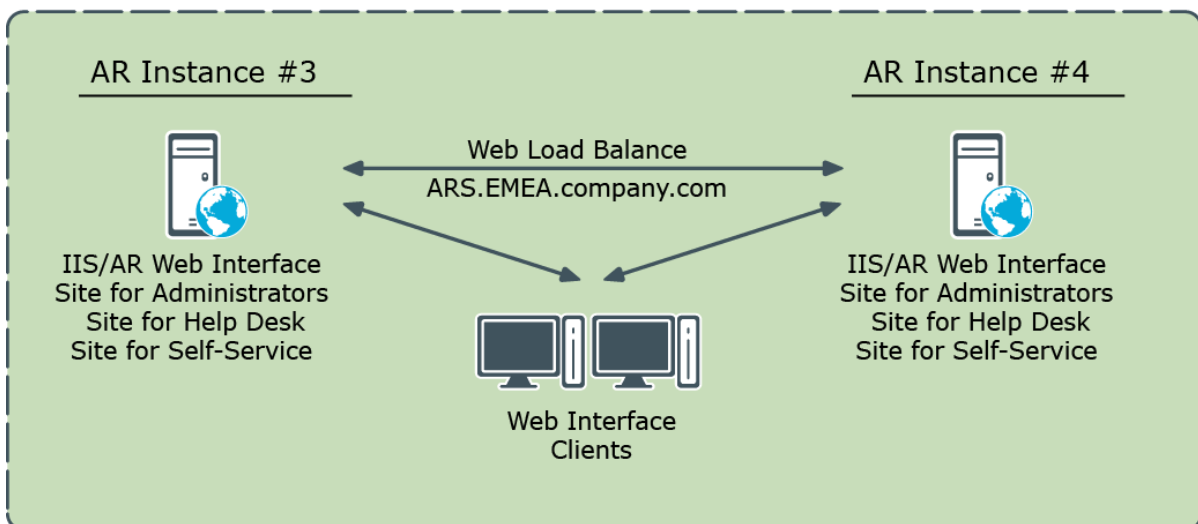 AR Instance #3
AR Instance #4
Web Load Balance
ARS.EMEA.company.com
IIS/AR Web Interface
Site for Administrators
Site for Help Desk
Site for Self-Service
IIS/AR Web Interface
Site for Administrators
Site for Help Desk
Site for Self-Service
Web Interface
Clients